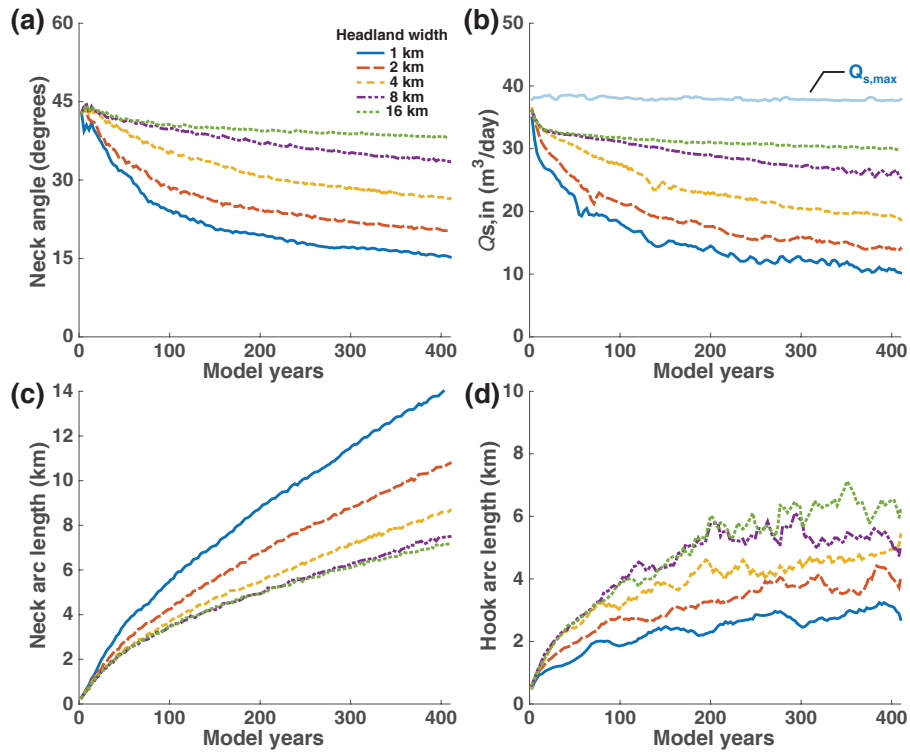 (a)
60
45
30
15
0
Neck angle (degrees)
0 100 200 300 400
Model years
Headland width
1 km
2 km
4 km
8 km
16 km
(b)
50
40
30
20
10
0
Qs,in (m³/day)
Qs,max
0 100 200 300 400
Model years
(c)
14
12
10
8
6
4
2
0
Neck arc length (km)
0 100 200 300 400
Model years
(d)
10
8
6
4
2
0
Hook arc length (km)
0 100 200 300 400
Model years